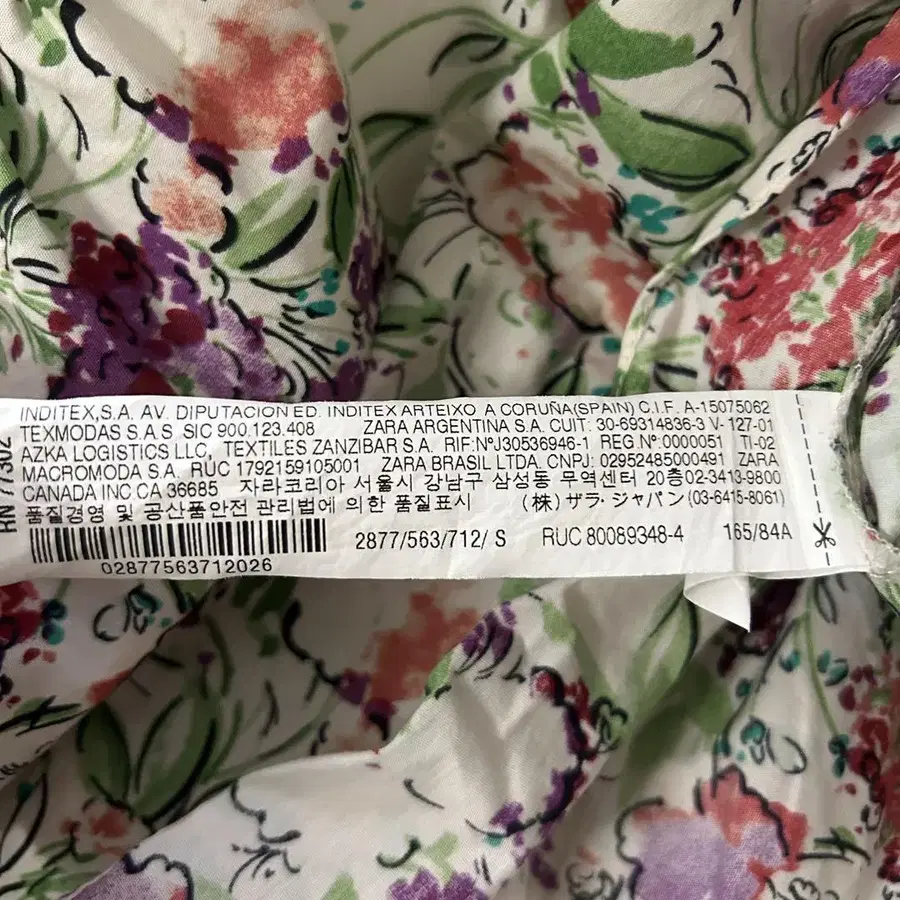 INDITEX,S.A. AV. DIPUTACION ED. INDITEX ARTEIXO A CORUÑA(SPAIN) C.I.F. A-15075062
TEXMODAS S.A.S SIC 900.123.408 ZARA ARGENTINA S.A. CUIT: 30-69314836-3 V- 127-01
AZKA LOGISTICS LLC, TEXTILES ZANZIBAR S.A. RIF:NºJ30536946-1 REG Nº:0000051 TI-02
MACROMODA S.A. RUC 1792159105001 ZARA BRASIL LTDA. CNPJ: 02952485000491 ZARA
CANADA INC.CA 36685 자라코리아 서울시 강남구 삼성동 무역센터 20층02-3413-9800
품질경영 및 공산품안전 관리법에 의한 품질표시 (株) ザラ・ジャパン(03-6415-8061)
2877/563/712/ S RUC 80089348-4 165/84A
02877563712026
RN 77302